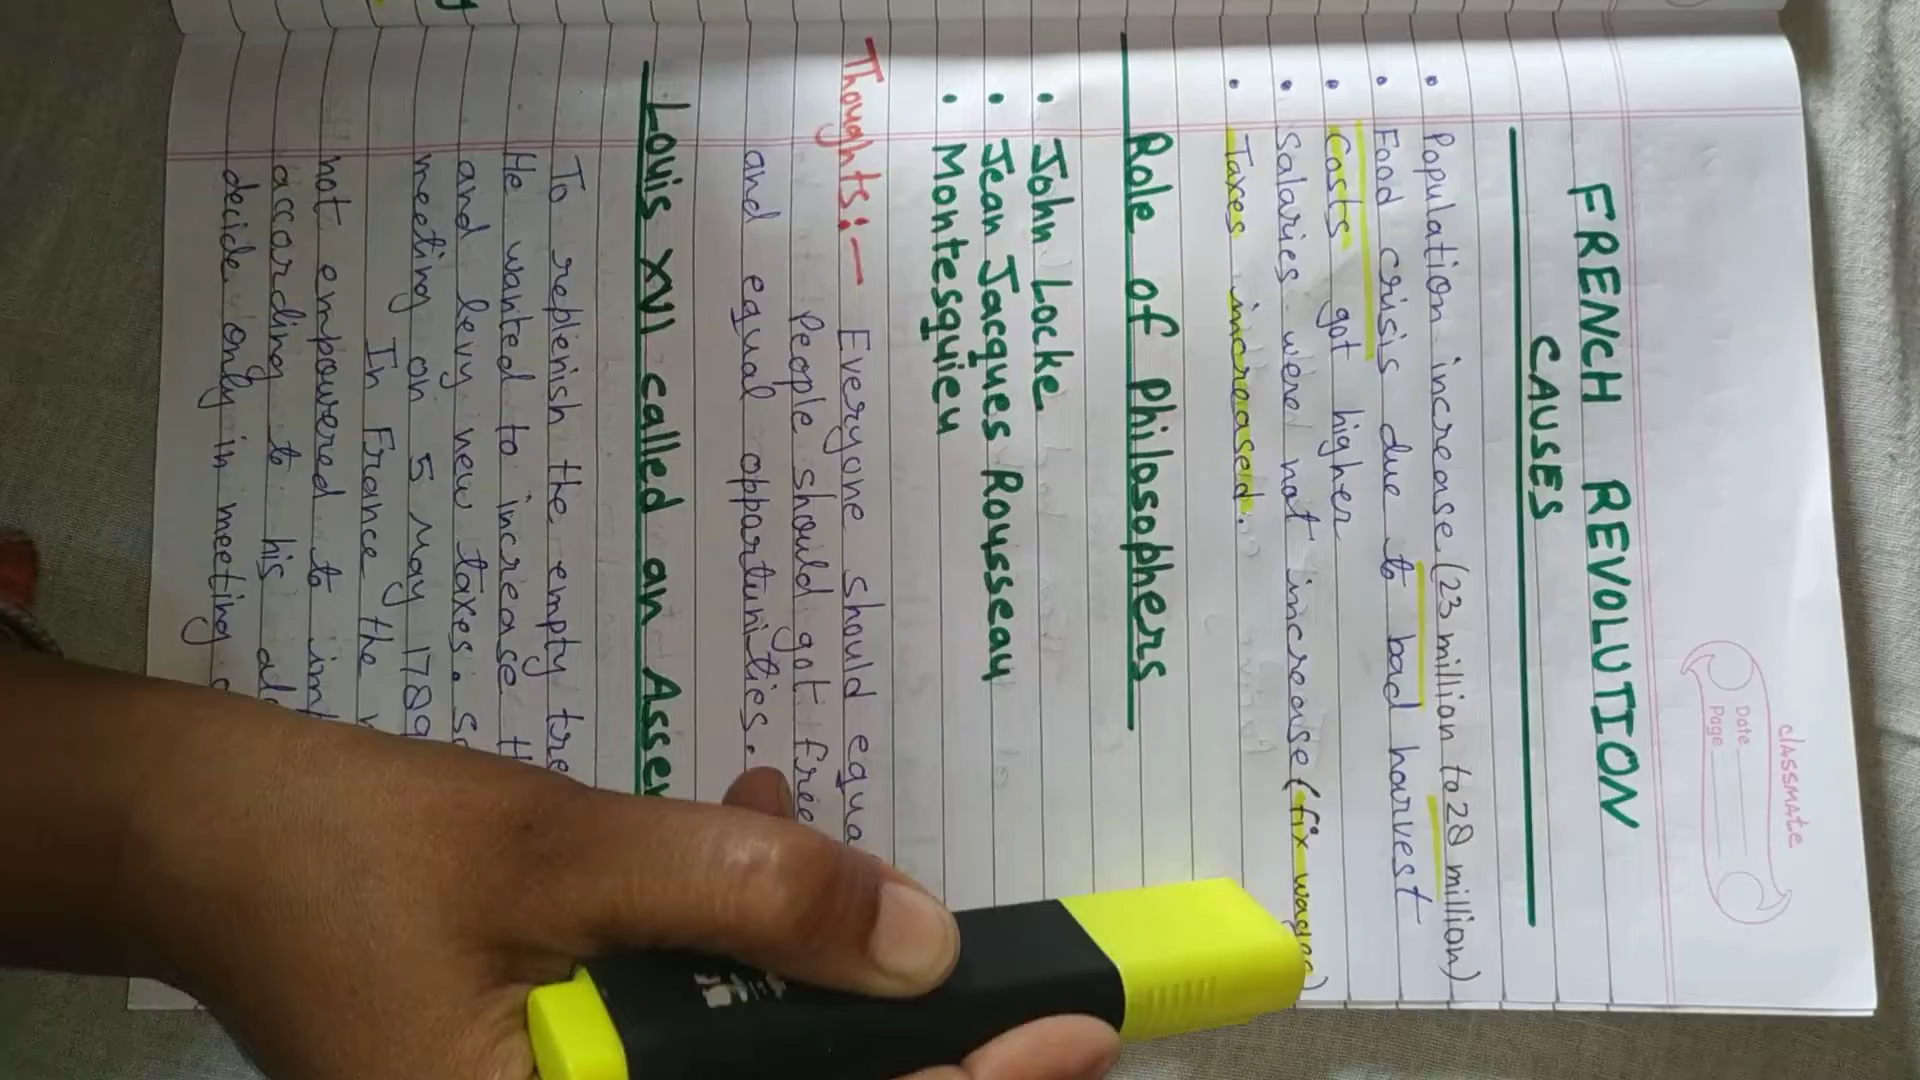 classmate
Date
Page
FRENCH REVOLUTION
CAUSES
• Population increase (23 million to 28 million)
• Food crisis due to bad harvest
• Costs got higher
• Salaries were not increase (fix wages)
• Taxes increased.
Role of Philosophers
• John Locke
• Jean Jacques Rousseau
• Montesquieu
Thoughts:— Everyone should
People should got free
and equal opportunities.
Louis XVI called an
To replenish the empty
He wanted to increase
and levy new taxes.
meeting on 5 May 1789
In France the
not empowered to
according to his
decide only in meeting